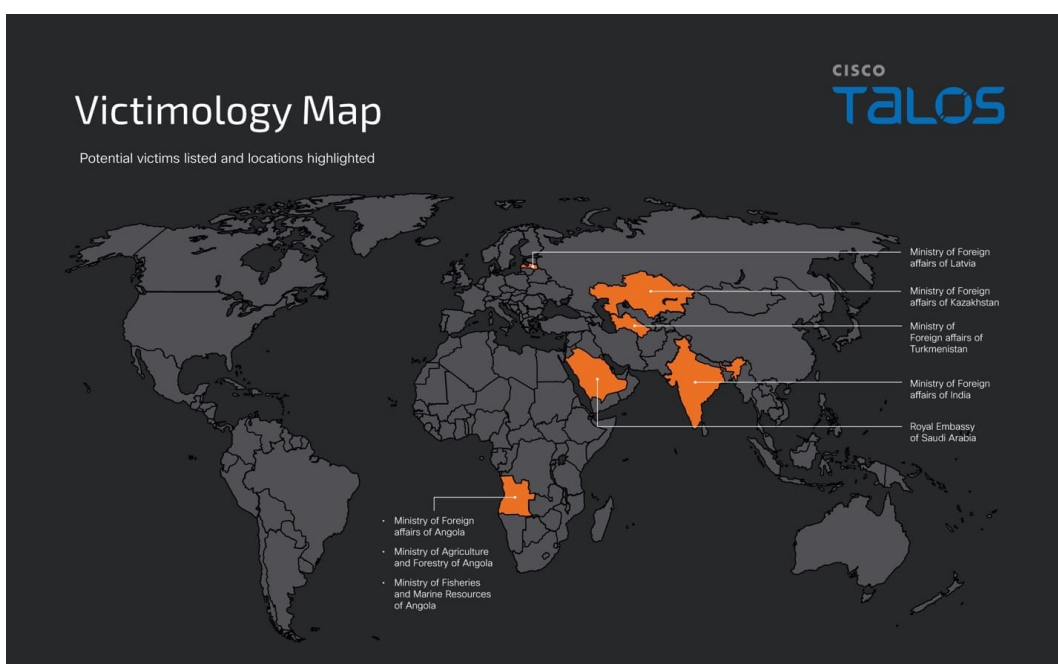 CISCO
TALOS
Victimology Map
Potential victims listed and locations highlighted
Ministry of Foreign
affairs of Latvia
Ministry of Foreign
affairs of Kazakhstan
Ministry of
Foreign affairs of
Turkmenistan
Ministry of Foreign
affairs of India
Royal Embassy
of Saudi Arabia
• Ministry of Foreign
affairs of Angola
• Ministry of Agriculture
and Forestry of Angola
• Ministry of Fisheries
and Marine Resources
of Angola